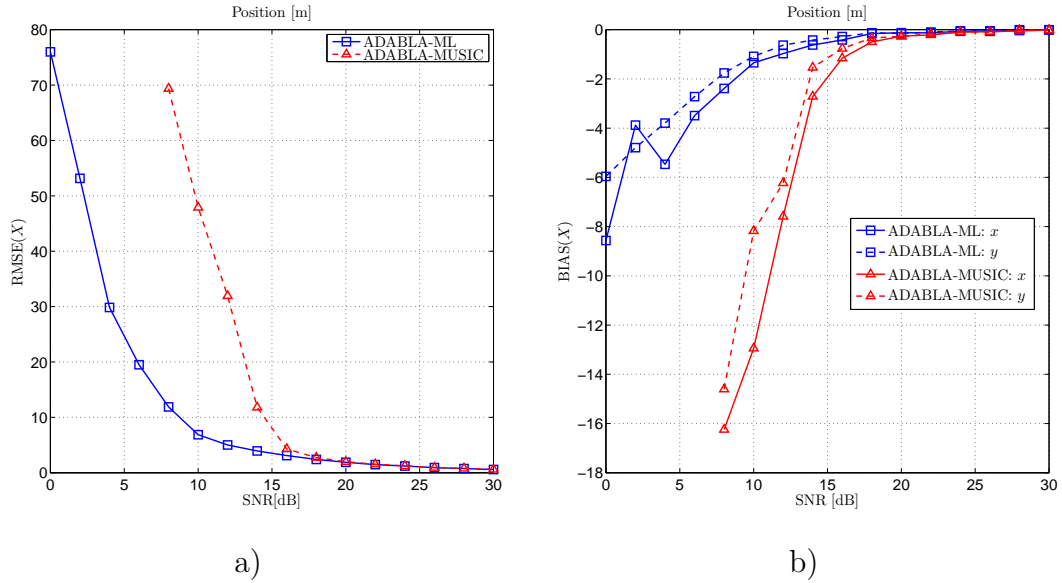 Position [m]
80
70
60
50
40
30
20
10
0
RMSE(X)
ADABLA-ML
ADABLA-MUSIC
0 5 10 15 20 25 30
SNR[dB]
a)
Position [m]
0
−2
−4
−6
−8
−10
−12
−14
−16
−18
BIAS(X)
ADABLA-ML: x
ADABLA-ML: y
ADABLA-MUSIC: x
ADABLA-MUSIC: y
0 5 10 15 20 25 30
SNR [dB]
b)